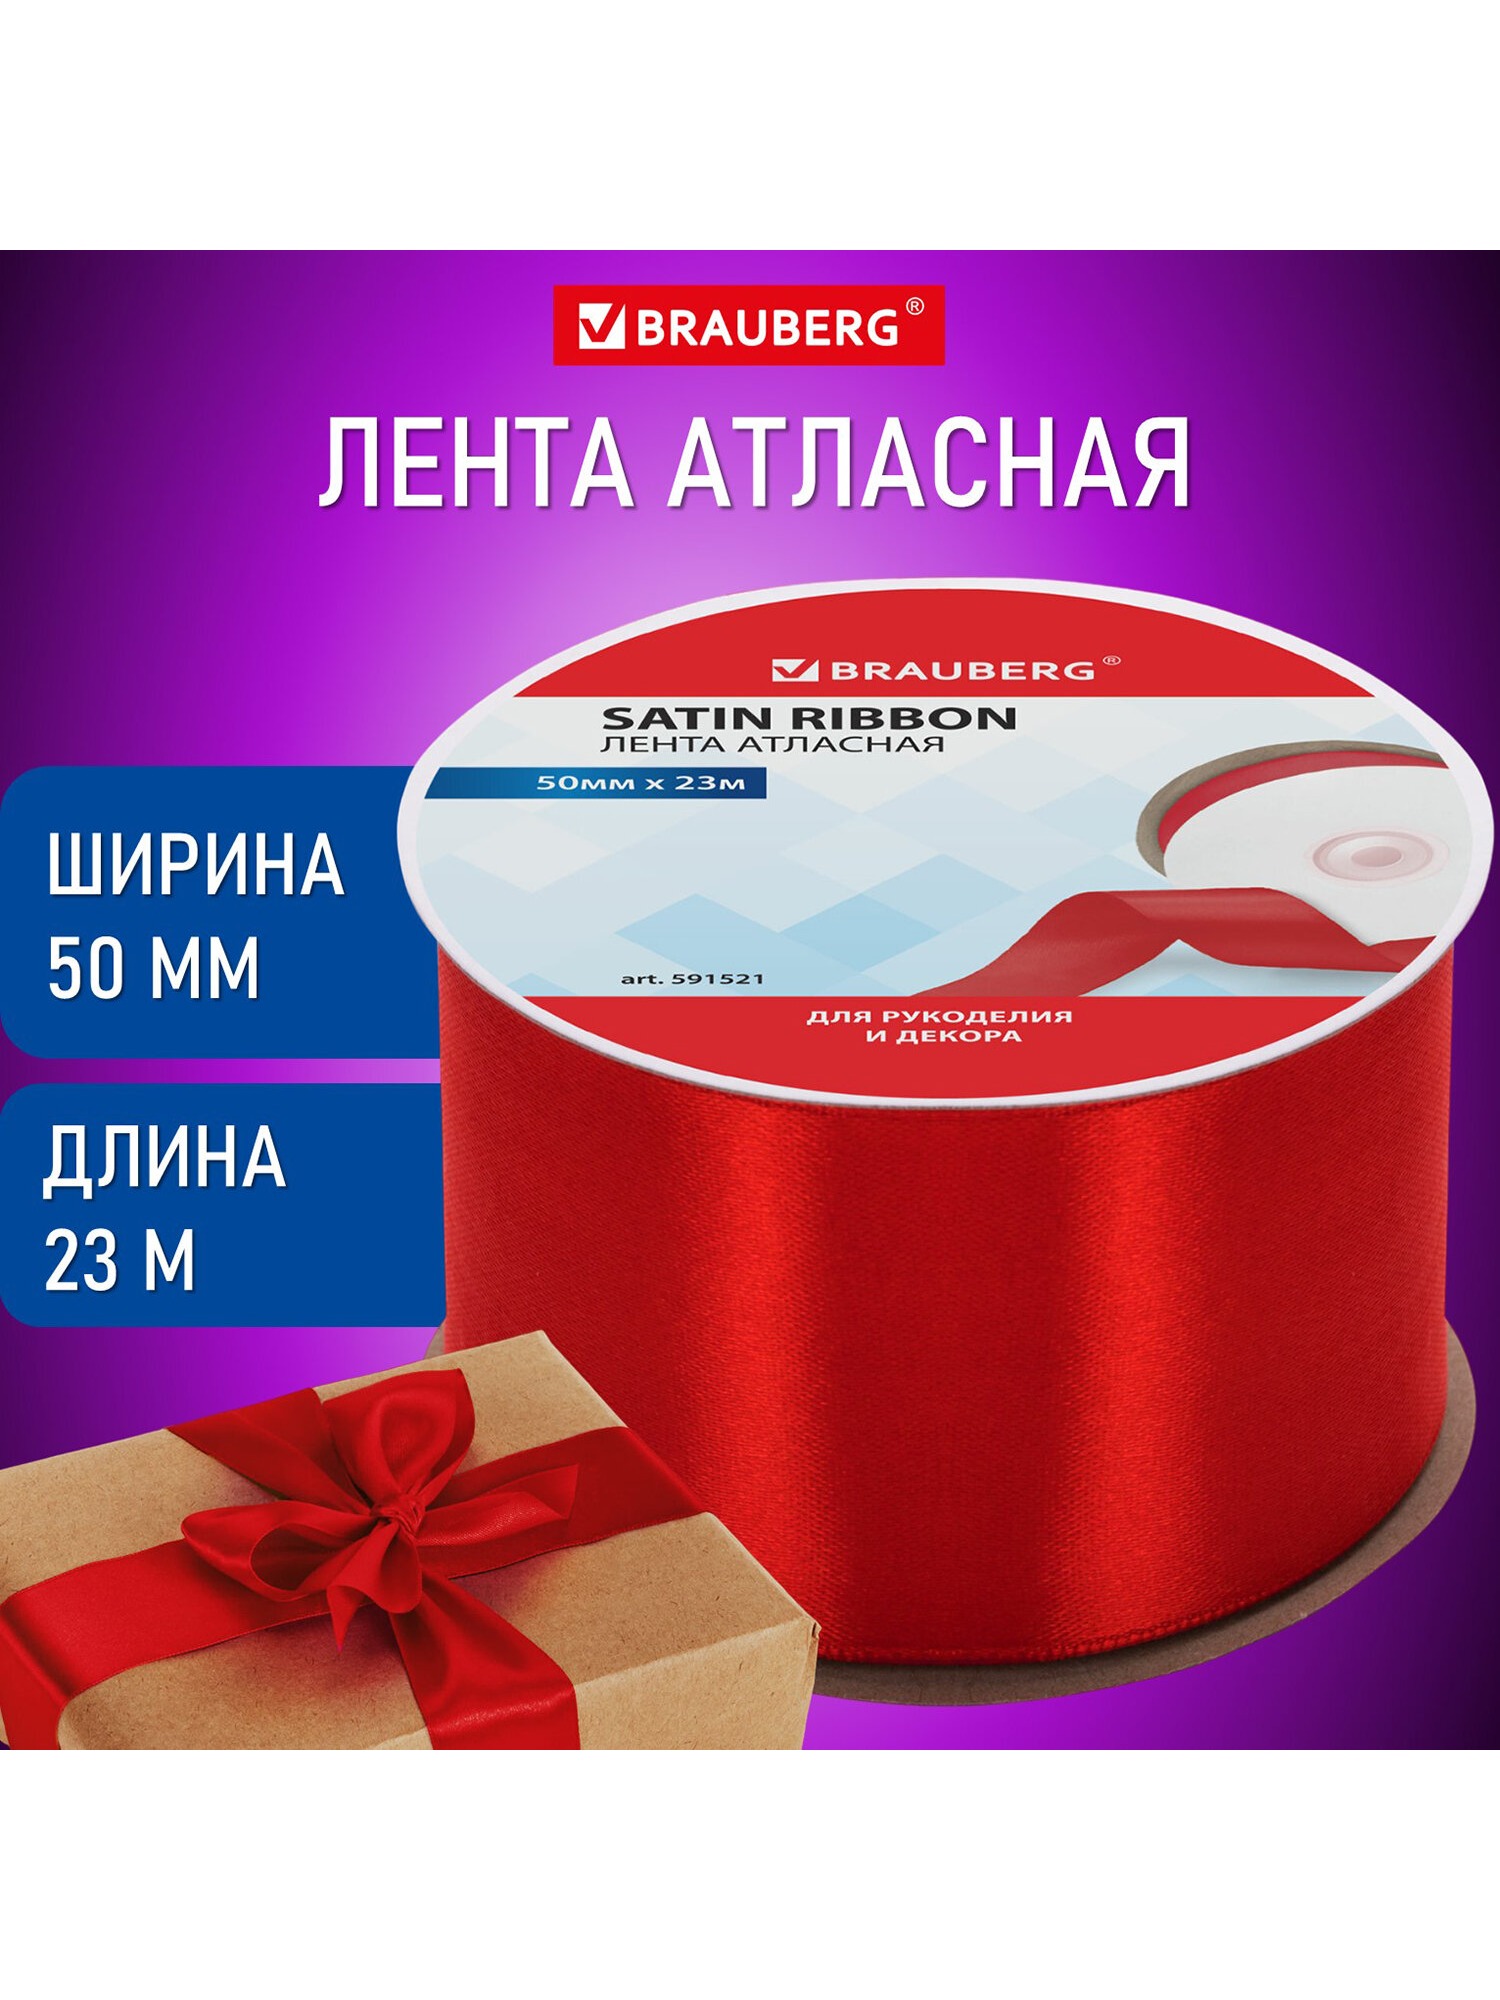 BRAUBERG®
ЛЕНТА АТЛАСНАЯ
BRAUBERG®
SATIN RIBBON
ЛЕНТА АТЛАСНАЯ
50мм x 23м
ШИРИНА
50 ММ
art. 591521
ДЛЯ РУКОДЕЛИЯ
И ДЕКОРА
ДЛИНА
23 М